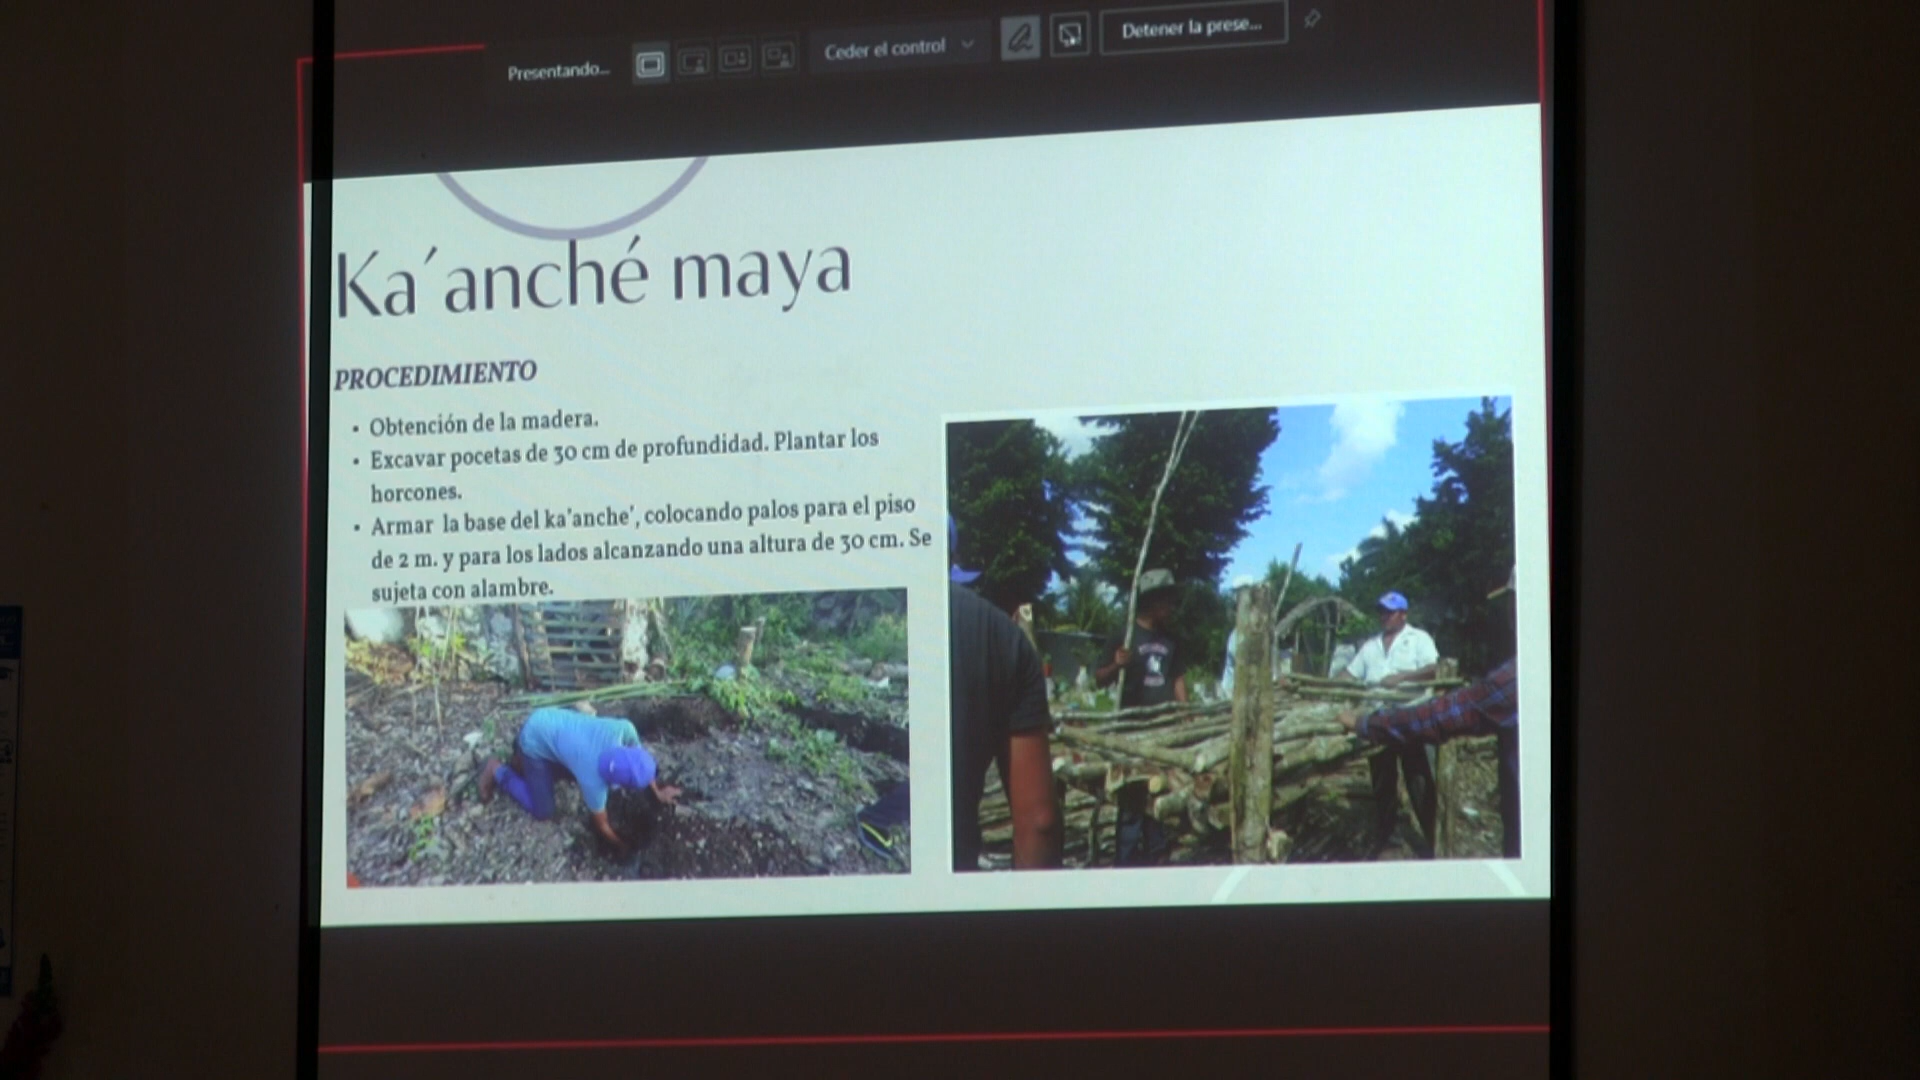 Presentando...
Ceder el control
Detener la prese...
Ka´anché maya
PROCEDIMIENTO
• Obtención de la madera.
• Excavar pocetas de 30 cm de profundidad. Plantar los
horcones.
• Armar la base del ka'anche', colocando palos para el piso
de 2 m. y para los lados alcanzando una altura de 30 cm. Se
sujeta con alambre.